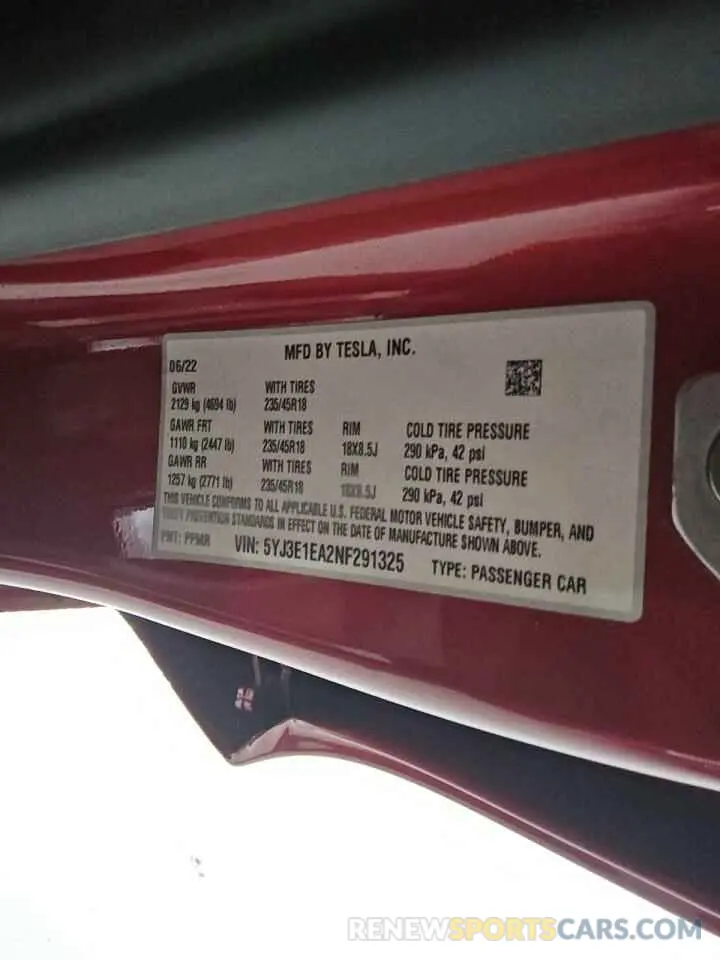 MFD BY TESLA, INC.
06/22
GVWR WITH TIRES
2129 kg (4694 lb) 235/45R18
GAWR FRT WITH TIRES RIM COLD TIRE PRESSURE
1110 kg (2447 lb) 235/45R18 18X8.5J 290 kPa, 42 psi
GAWR RR WITH TIRES RIM COLD TIRE PRESSURE
1257 kg (2771 lb) 235/45R18 18X8.5J 290 kPa, 42 psi
THIS VEHICLE CONFORMS TO ALL APPLICABLE U.S. FEDERAL MOTOR VEHICLE SAFETY, BUMPER, AND
THEFT PREVENTION STANDARDS IN EFFECT ON THE DATE OF MANUFACTURE SHOWN ABOVE.
PNT: PPMR VIN: 5YJ3E1EA2NF291325 TYPE: PASSENGER CAR
RENEWSPORTSCARS.COM